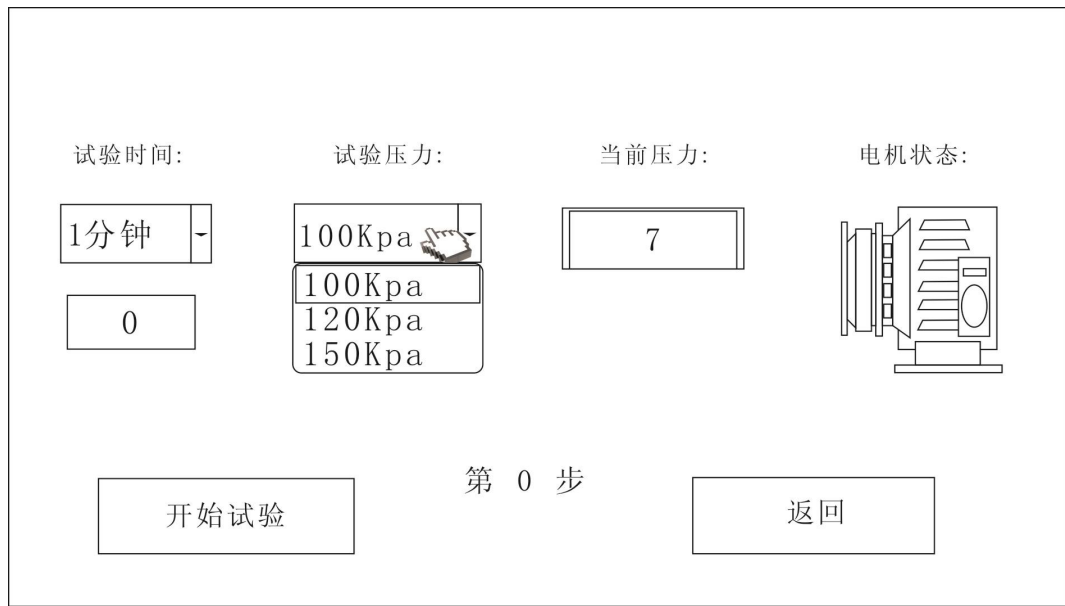 试验时间:
试验压力:
当前压力:
电机状态:
1分钟
100Kpa
7
100Kpa
0
120Kpa
150Kpa
第 0 步
开始试验
返回